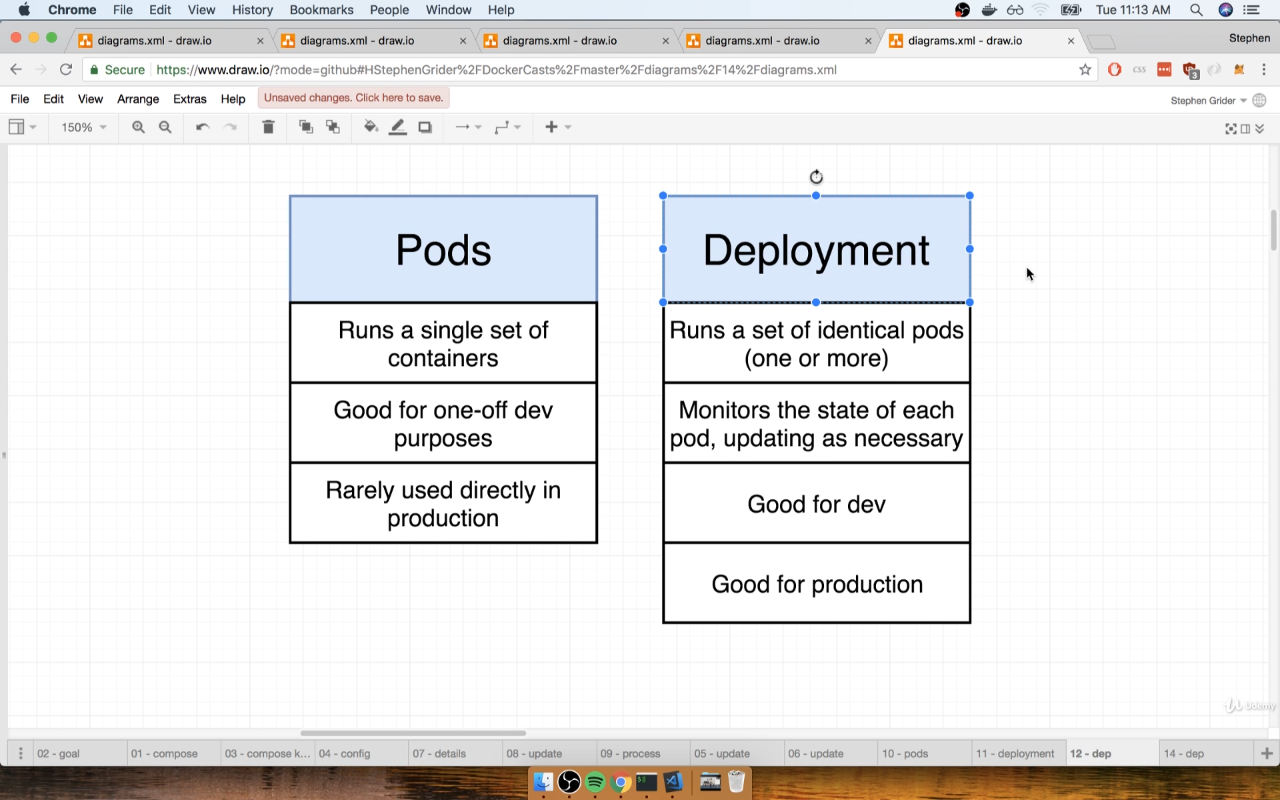 Chrome File Edit View History Bookmarks People Window Help Tue 11:13 AM
diagrams.xml - draw.io diagrams.xml - draw.io diagrams.xml - draw.io diagrams.xml - draw.io diagrams.xml - draw.io Stephen
Secure https://www.draw.io/?mode=github#HStephenGrider%2FDockerCasts%2Fmaster%2Fdiagrams%2F14%2Fdiagrams.xml CSS 3
File Edit View Arrange Extras Help Unsaved changes. Click here to save. Stephen Grider
150%
Pods
Runs a single set of
containers
Good for one-off dev
purposes
Rarely used directly in
production
Deployment
Runs a set of identical pods
(one or more)
Monitors the state of each
pod, updating as necessary
Good for dev
Good for production
Udemy
02 - goal 01 - compose 03 - compose k... 04 - config 07 - details 08 - update 09 - process 05 - update 06 - update 10 - pods 11 - deployment 12 - dep 14 - dep